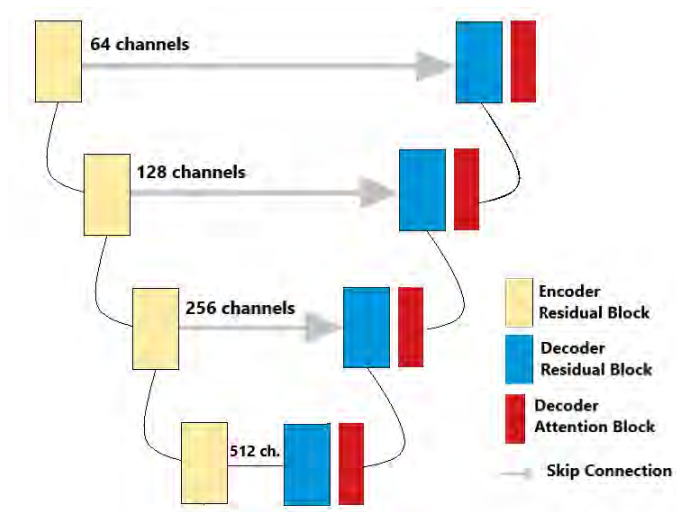 64 channels
128 channels
256 channels
512 ch.
Encoder
Residual Block
Decoder
Residual Block
Decoder
Attention Block
Skip Connection